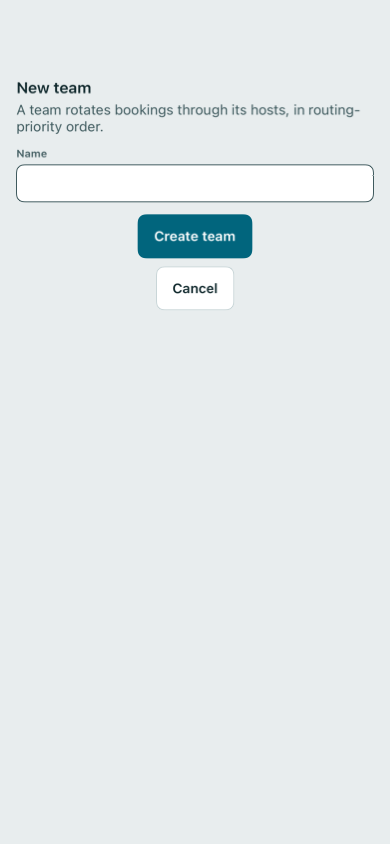 New team
A team rotates bookings through its hosts, in routing-
priority order.
Name
Create team
Cancel